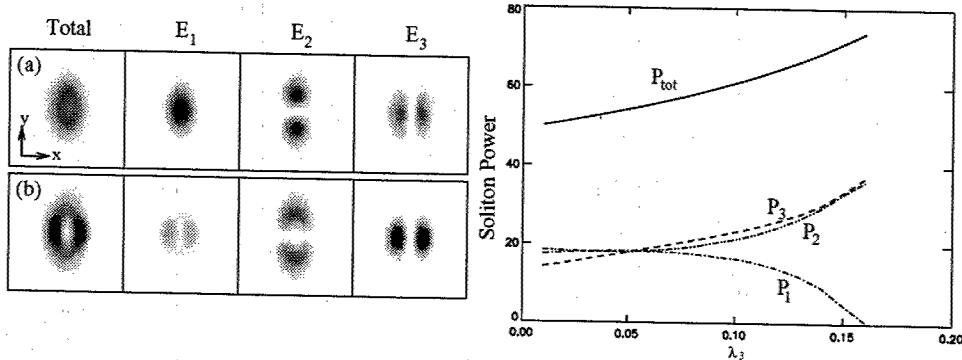 Total E1 E2 E3
(a)
y
x
(b)
Soliton Power
80
60
40
20
0
Ptot
P3
P2
P1
0.00 0.05 0.10 0.15 0.20
λ3